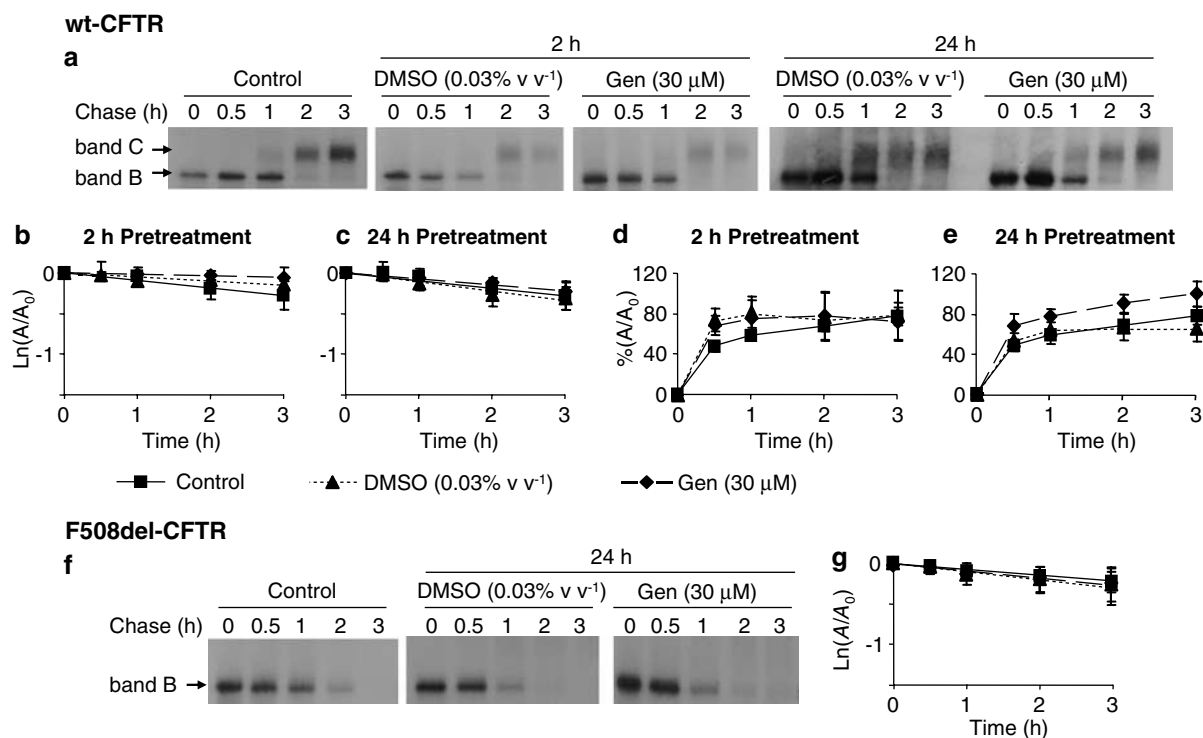 wt-CFTR
a
2 h
24 h
Control
DMSO (0.03% v v⁻¹)
Gen (30 μM)
DMSO (0.03% v v⁻¹)
Gen (30 μM)
Chase (h) 0 0.5 1 2 3 0 0.5 1 2 3 0 0.5 1 2 3 0 0.5 1 2 3 0 0.5 1 2 3
band C
band B
b 2 h Pretreatment
Ln(A/A₀)
0
-1
0 1 2 3
Time (h)
c 24 h Pretreatment
0
-1
0 1 2 3
Time (h)
d 2 h Pretreatment
%(A/A₀)
120
80
40
0
0 1 2 3
Time (h)
e 24 h Pretreatment
120
80
40
0
0 1 2 3
Time (h)
Control DMSO (0.03% v v⁻¹) Gen (30 μM)
F508del-CFTR
f
24 h
Control
DMSO (0.03% v v⁻¹)
Gen (30 μM)
Chase (h) 0 0.5 1 2 3 0 0.5 1 2 3 0 0.5 1 2 3
band B
g
Ln(A/A₀)
0
-1
0 1 2 3
Time (h)